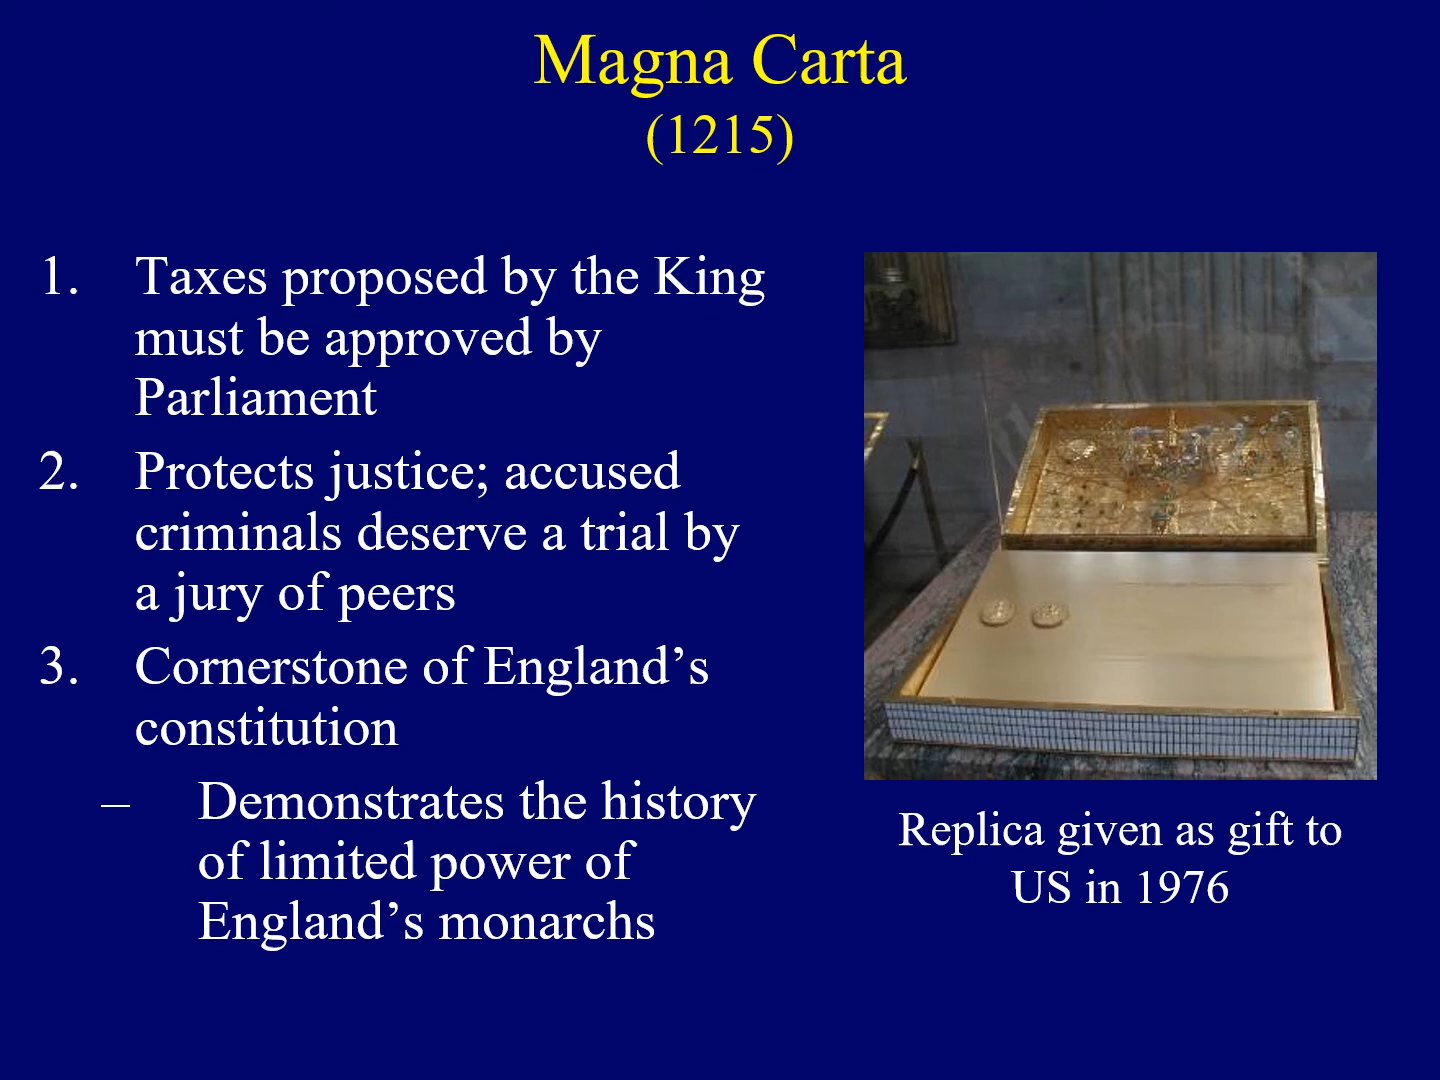 Magna Carta
(1215)
1. Taxes proposed by the King
must be approved by
Parliament
2. Protects justice; accused
criminals deserve a trial by
a jury of peers
3. Cornerstone of England’s
constitution
– Demonstrates the history
of limited power of
England’s monarchs
Replica given as gift to
US in 1976